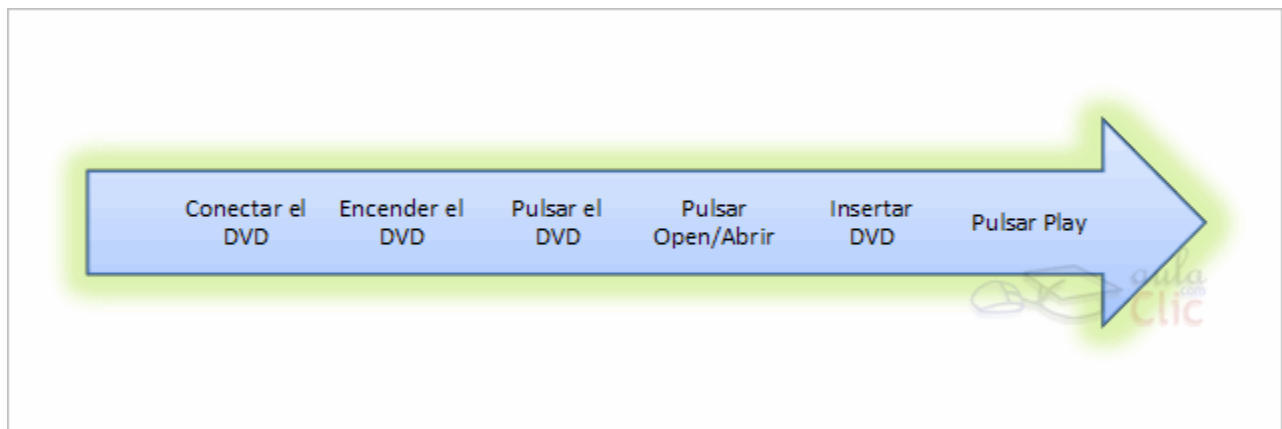 Conectar el
DVD
Encender el
DVD
Pulsar el
DVD
Pulsar
Open/Abrir
Insertar
DVD
Pulsar Play
aula
.com
Clic